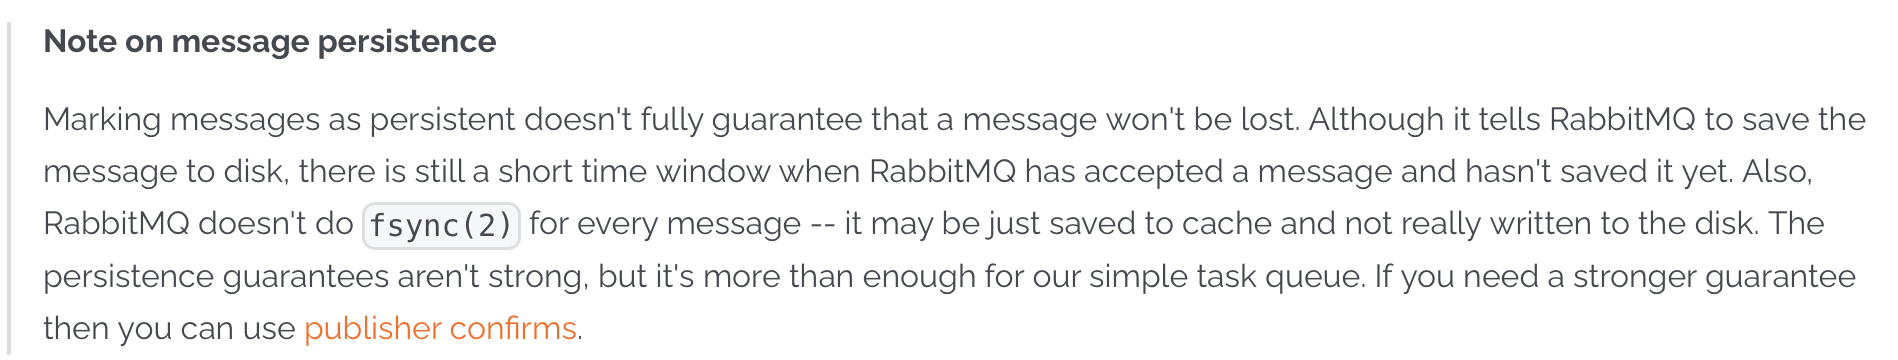 Note on message persistence
Marking messages as persistent doesn't fully guarantee that a message won't be lost. Although it tells RabbitMQ to save the
message to disk, there is still a short time window when RabbitMQ has accepted a message and hasn't saved it yet. Also,
RabbitMQ doesn't do fsync(2) for every message -- it may be just saved to cache and not really written to the disk. The
persistence guarantees aren't strong, but it's more than enough for our simple task queue. If you need a stronger guarantee
then you can use publisher confirms.